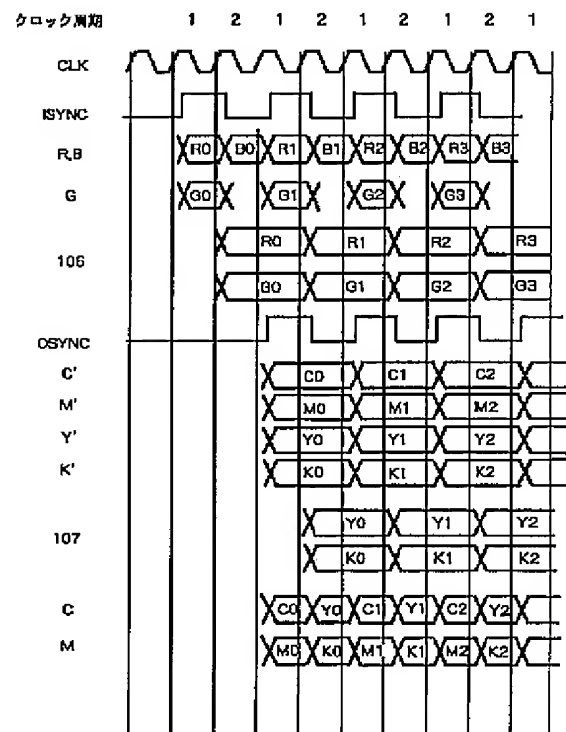 クロック周期 1 2 1 2 1 2 1 2 1
CLK
ISYNC
R,B R0 B0 R1 B1 R2 B2 R3 B3
G G0 G1 G2 G3
R0 R1 R2 R3
106
G0 G1 G2 G3
OSYNC
C' C0 C1 C2
M' M0 M1 M2
Y' Y0 Y1 Y2
K' K0 K1 K2
Y0 Y1 Y2
107
K0 K1 K2
C C0 Y0 C1 Y1 C2 Y2
M M0 K0 M1 K1 M2 K2